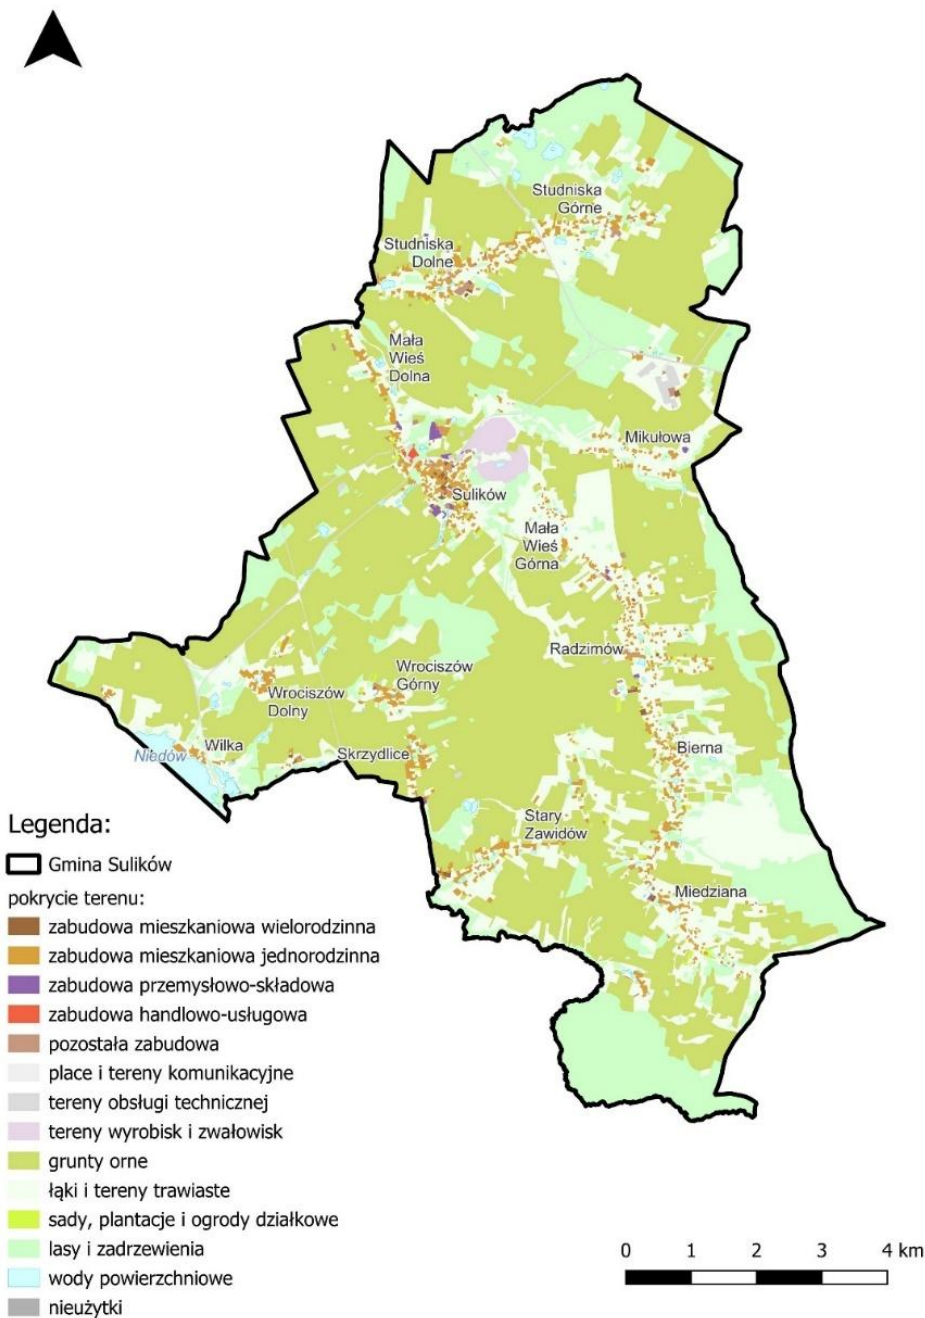 Studniska
Górne
Studniska
Dolne
Mała
Wieś
Dolna
Mikułowa
Sulików
Mała
Wieś
Górna
Radzimów
Wrociszów
Górny
Wrociszów
Dolny
Wilka
Niedów
Skrzydlice
Bierna
Stary
Zawidów
Miedziana
Legenda:
Gmina Sulików
pokrycie terenu:
zabudowa mieszkaniowa wielorodzinna
zabudowa mieszkaniowa jednorodzinna
zabudowa przemysłowo-składowa
zabudowa handlowo-usługowa
pozostała zabudowa
place i tereny komunikacyjne
tereny obsługi technicznej
tereny wyrobisk i zwałowisk
grunty orne
łąki i tereny trawiaste
sady, plantacje i ogrody działkowe
lasy i zadrzewienia
wody powierzchniowe
nieużytki
0 1 2 3 4 km